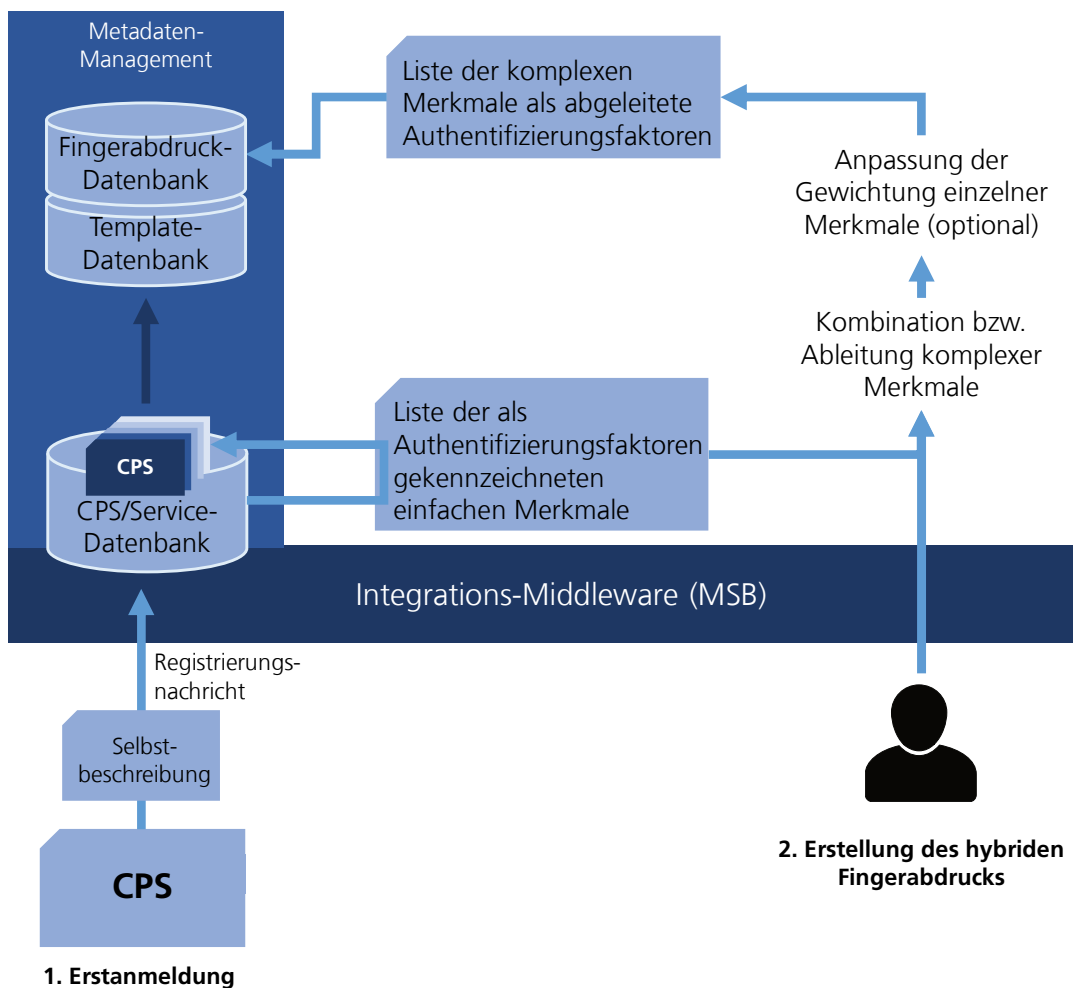 Metadaten-
Management
Fingerabdruck-
Datenbank
Template-
Datenbank
Liste der komplexen
Merkmale als abgeleitete
Authentifizierungsfaktoren
Anpassung der
Gewichtung einzelner
Merkmale (optional)
Kombination bzw.
Ableitung komplexer
Merkmale
Liste der als
Authentifizierungsfaktoren
gekennzeichneten
einfachen Merkmale
CPS
CPS/Service-
Datenbank
Integrations-Middleware (MSB)
Registrierungs-
nachricht
Selbst-
beschreibung
CPS
1. Erstanmeldung
2. Erstellung des hybriden
Fingerabdrucks